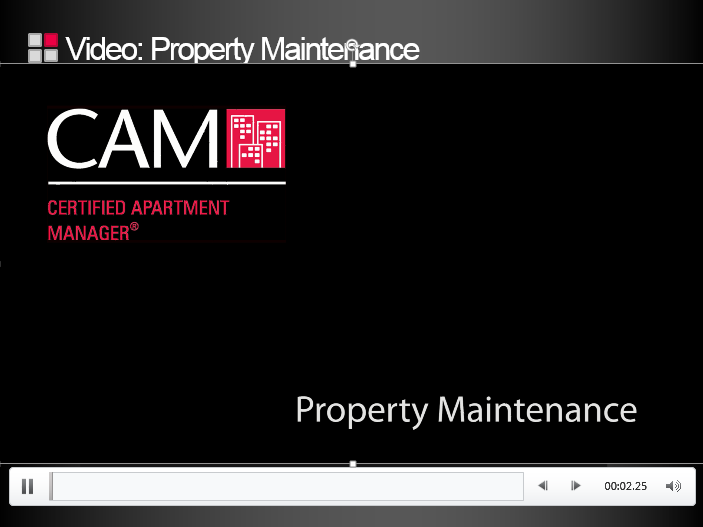 Video: Property Maintenance
CAM
CERTIFIED APARTMENT
MANAGER®
Property Maintenance
00:02.25